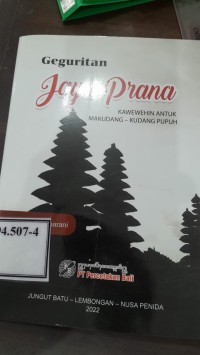 Geguritan
Jaya Prana
KAWEWEHIN ANTUK
MAKUDANG - KUDANG PUPUH
94.507-4
PT Percetakan Bali
JUNGUT BATU - LEMBONGAN - NUSA PENIDA
2022